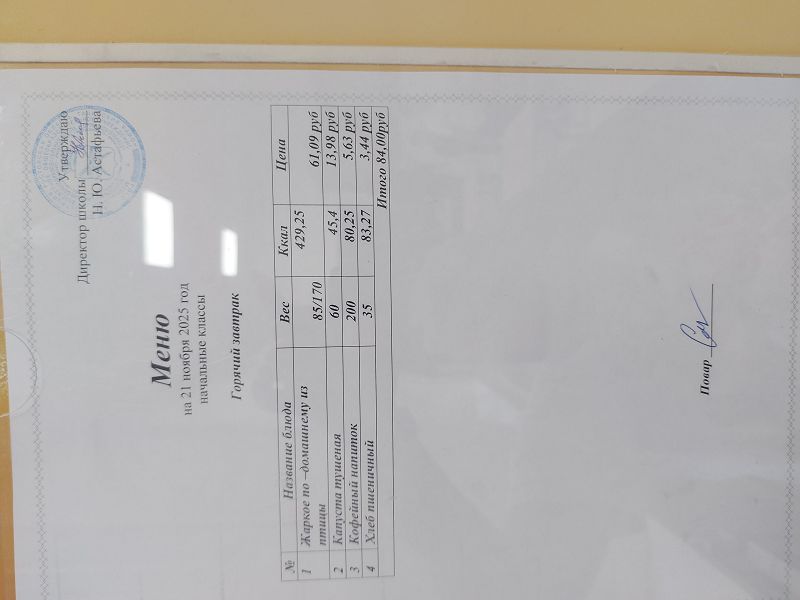 Утверждаю
Директор школы
Н. Ю. Астафьева
Меню
на 21 ноября 2025 год
начальные классы
Горячий завтрак
№ Название блюда Вес Ккал Цена
1 Жаркое по –домашнему из птицы 85/170 429,25 61,09 руб
2 Капуста тушеная 60 45,4 13,98 руб
3 Кофейный напиток 200 80,25 5,63 руб
4 Хлеб пшеничный 35 83,27 3,44 руб
Итого 84,00руб
Повар